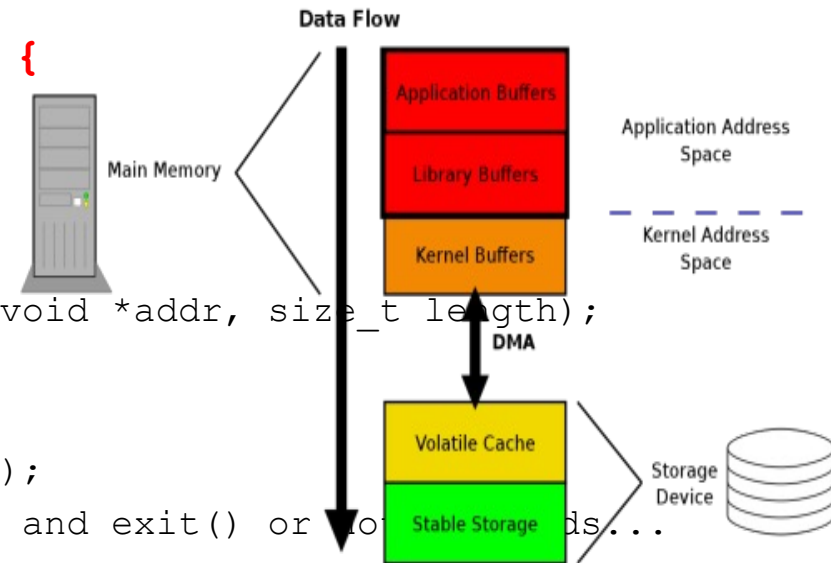 Data Flow
{
Application Buffers
Application Address
Space
Main Memory
Library Buffers
Kernel Buffers
Kernel Address
Space
void *addr, size_t length);
DMA
Volatile Cache
);
Storage
Device
and exit() or
Stable Storage
ds...